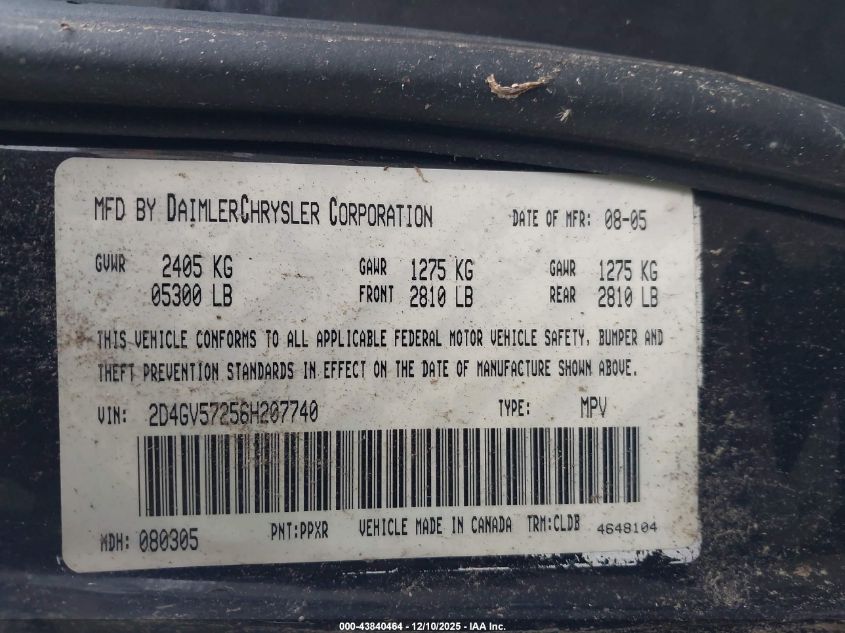 MFD BY DAIMLERCHRYSLER CORPORATION DATE OF MFR: 08-05
GVWR 2405 KG GAWR 1275 KG GAWR 1275 KG
05300 LB FRONT 2810 LB REAR 2810 LB
THIS VEHICLE CONFORMS TO ALL APPLICABLE FEDERAL MOTOR VEHICLE SAFETY, BUMPER AND
THEFT PREVENTION STANDARDS IN EFFECT ON THE DATE OF MANUFACTURE SHOWN ABOVE.
VIN: 2D4GV57256H207740 TYPE: MPV
MDH: 080305 PNT:PPXR VEHICLE MADE IN CANADA TRM:CLDB 4648104
000-43840464 - 12/10/2025 - IAA Inc.